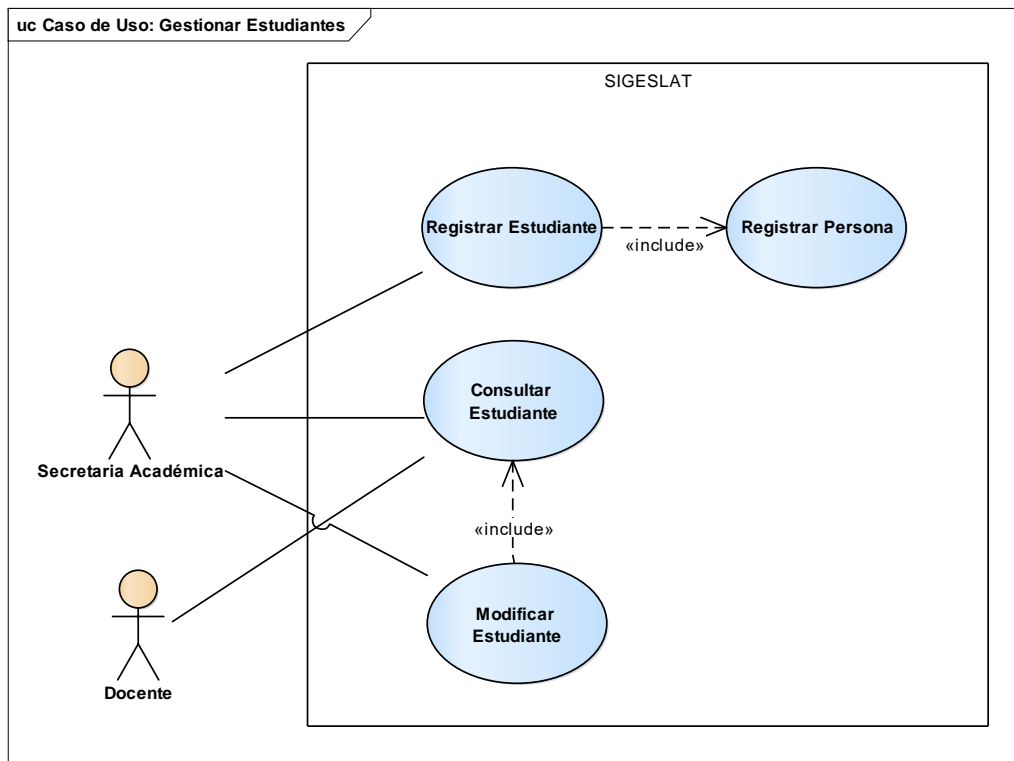 uc Caso de Uso: Gestionar Estudiantes
SIGESLAT
Registrar Estudiante
«include»
Registrar Persona
Consultar
Estudiante
Secretaria Académica
«include»
Modificar
Estudiante
Docente